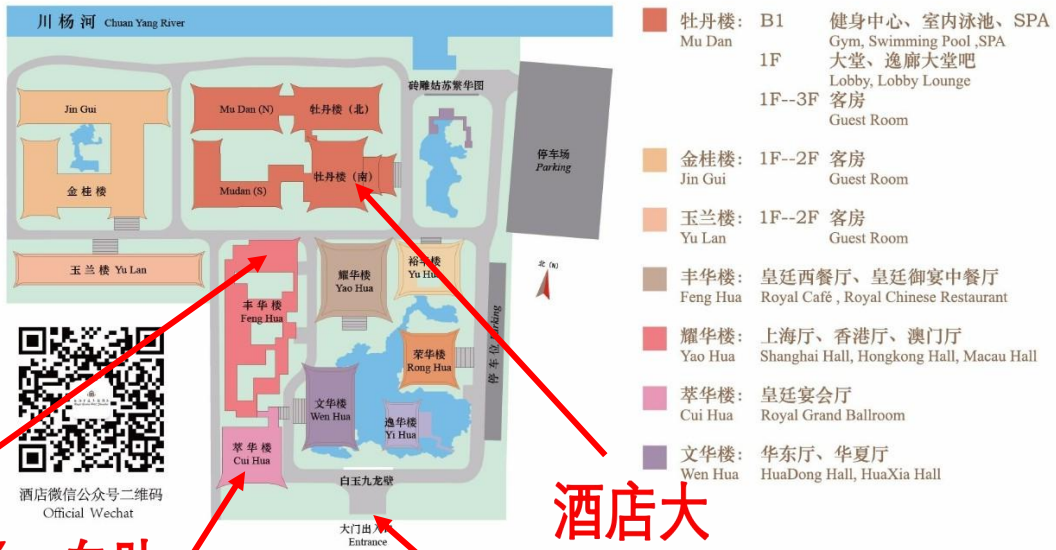 川杨河 Chuan Yang River
砖雕姑苏繁华图
Jin Gui
Mu Dan (N)
牡丹楼（北）
停车场
Parking
金桂楼
Mudan (S)
牡丹楼（南）
玉兰楼 Yu Lan
耀华楼
Yao Hua
裕华楼
Yu Hua
北 (N)
丰华楼
Feng Hua
停车位 Parking
荣华楼
Rong Hua
文华楼
Wen Hua
逸华楼
Yi Hua
萃华楼
Cui Hua
白玉九龙壁
大门出入口
Entrance
酒店微信公众号二维码
Official Wechat
酒店大
牡丹楼： B1 健身中心、室内泳池、SPA
Mu Dan Gym, Swimming Pool ,SPA
1F 大堂、逸廊大堂吧
Lobby, Lobby Lounge
1F--3F 客房
Guest Room
金桂楼： 1F--2F 客房
Jin Gui Guest Room
玉兰楼： 1F--2F 客房
Yu Lan Guest Room
丰华楼： 皇廷西餐厅、皇廷御宴中餐厅
Feng Hua Royal Café , Royal Chinese Restaurant
耀华楼： 上海厅、香港厅、澳门厅
Yao Hua Shanghai Hall, Hongkong Hall, Macau Hall
萃华楼： 皇廷宴会厅
Cui Hua Royal Grand Ballroom
文华楼： 华东厅、华夏厅
Wen Hua HuaDong Hall, HuaXia Hall